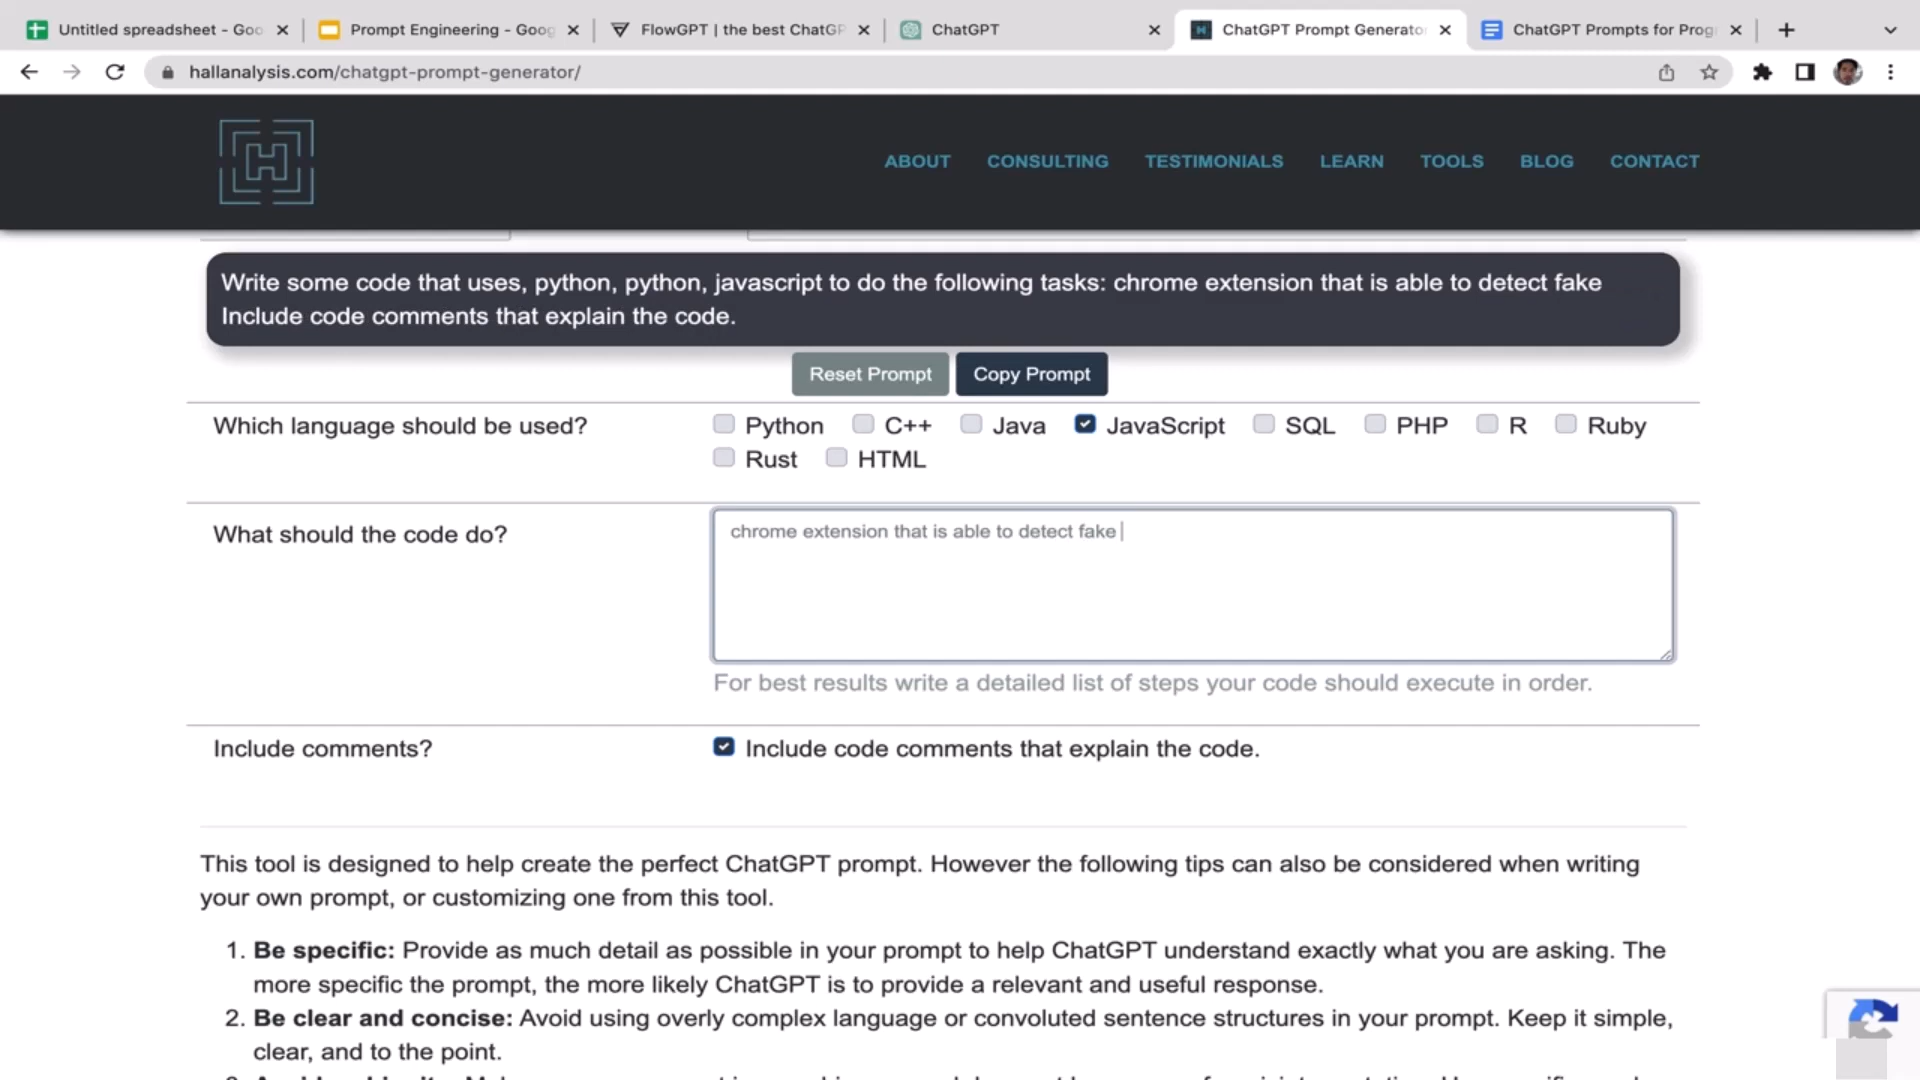 Untitled spreadsheet - Goo
Prompt Engineering - Goog
FlowGPT | the best ChatGP
ChatGPT
ChatGPT Prompt Generator
ChatGPT Prompts for Prog
hallanalysis.com/chatgpt-prompt-generator/
H
ABOUT CONSULTING TESTIMONIALS LEARN TOOLS BLOG CONTACT
Write some code that uses, python, python, javascript to do the following tasks: chrome extension that is able to detect fake
Include code comments that explain the code.
Reset Prompt Copy Prompt
Which language should be used?
Python C++ Java JavaScript SQL PHP R Ruby
Rust HTML
What should the code do?
chrome extension that is able to detect fake
For best results write a detailed list of steps your code should execute in order.
Include comments?
Include code comments that explain the code.
This tool is designed to help create the perfect ChatGPT prompt. However the following tips can also be considered when writing
your own prompt, or customizing one from this tool.
1. Be specific: Provide as much detail as possible in your prompt to help ChatGPT understand exactly what you are asking. The
more specific the prompt, the more likely ChatGPT is to provide a relevant and useful response.
2. Be clear and concise: Avoid using overly complex language or convoluted sentence structures in your prompt. Keep it simple,
clear, and to the point.